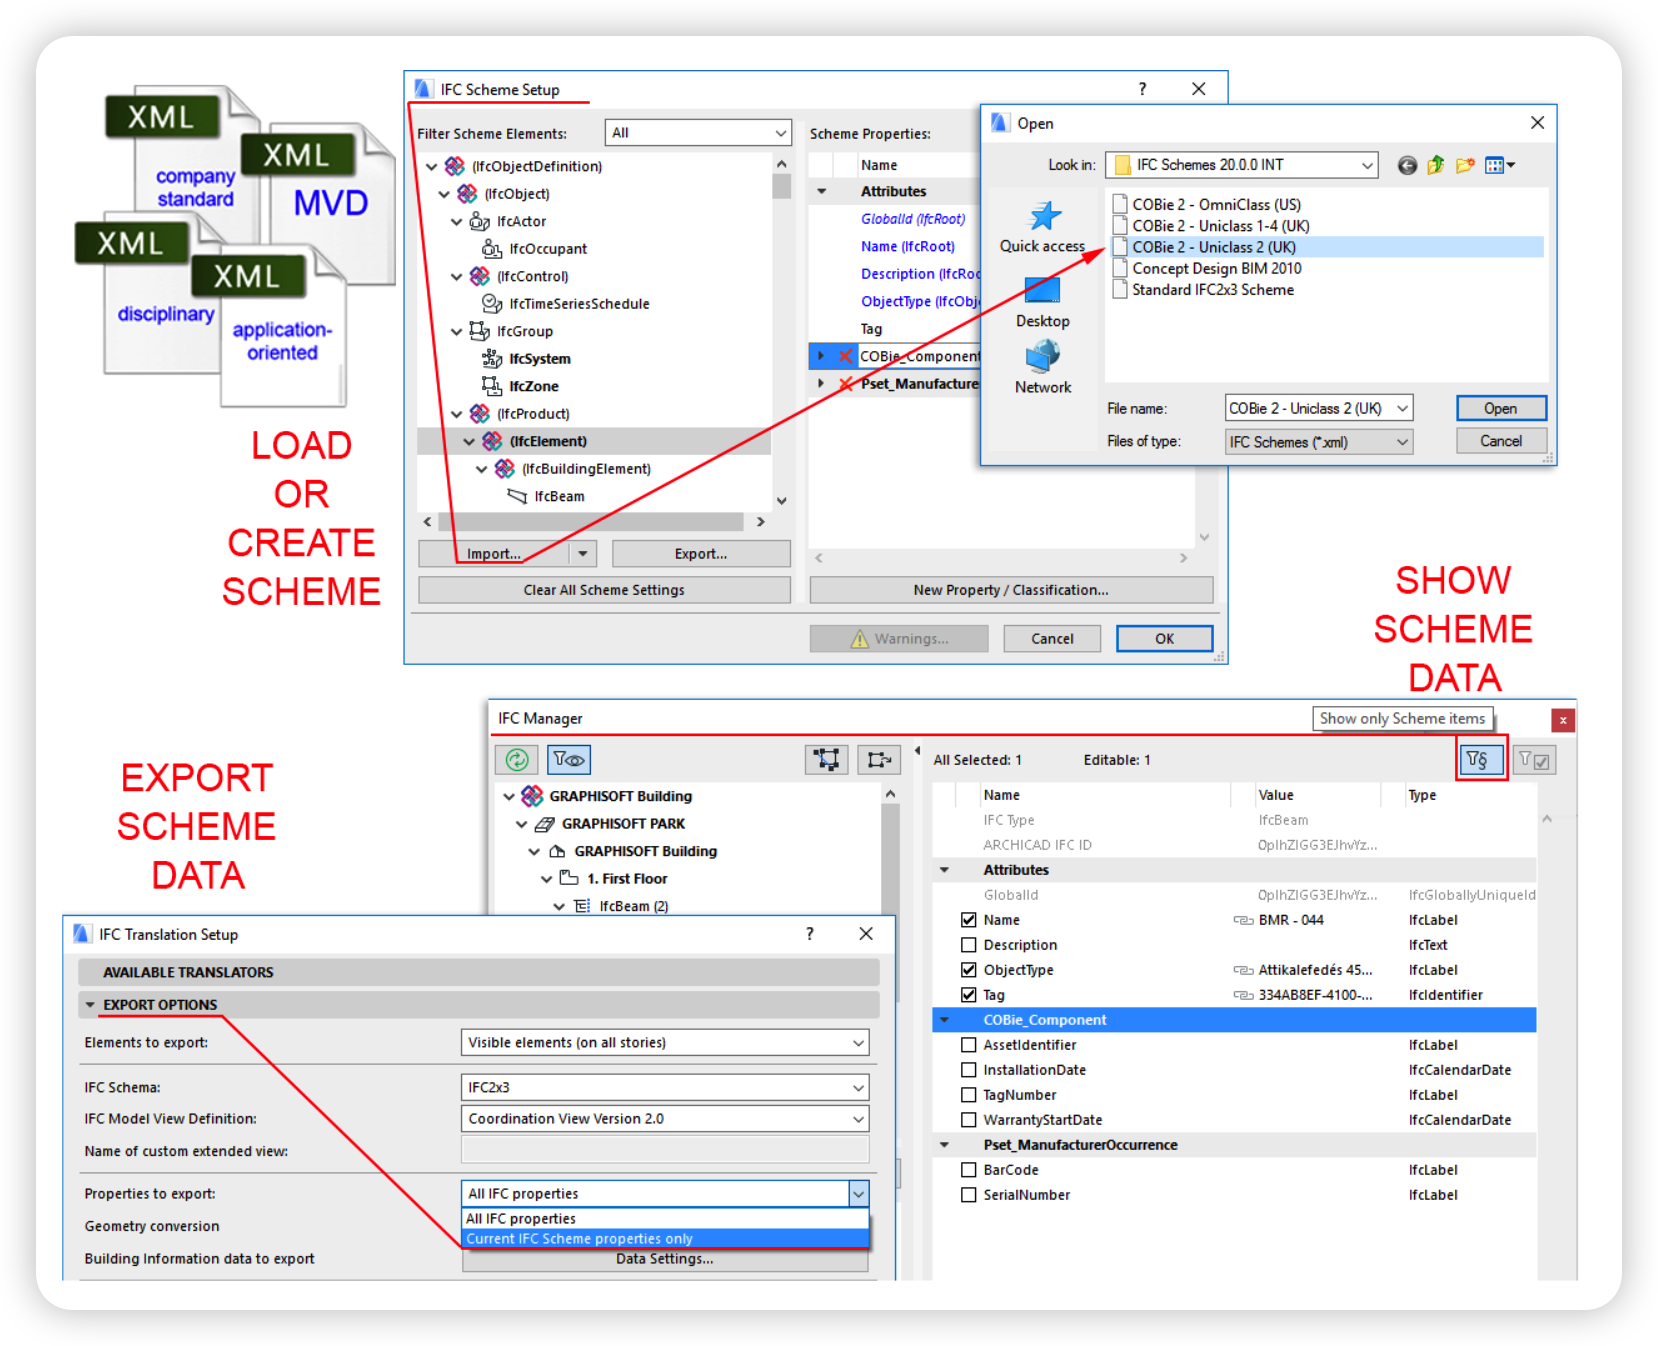 XML
company
standard
XML
MVD
XML
disciplinary
XML
application-
oriented
LOAD
OR
CREATE
SCHEME
IFC Scheme Setup
?
Filter Scheme Elements:
All
(IfcObjectDefinition)
(IfcObject)
IfcActor
IfcOccupant
(IfcControl)
IfcTimeSeriesSchedule
IfcGroup
IfcSystem
IfcZone
(IfcProduct)
(IfcElement)
(IfcBuildingElement)
IfcBeam
Import...
Export...
Clear All Scheme Settings
Scheme Properties:
Name
Attributes
GlobalId (IfcRoot)
Name (IfcRoot)
Description (IfcRoo
ObjectType (IfcObj
Tag
COBie_Component
Pset_Manufacture
New Property / Classification...
Warnings...
Cancel
OK
Open
Look in:
IFC Schemes 20.0.0 INT
Quick access
Desktop
Network
COBie 2 - OmniClass (US)
COBie 2 - Uniclass 1-4 (UK)
COBie 2 - Uniclass 2 (UK)
Concept Design BIM 2010
Standard IFC2x3 Scheme
File name:
COBie 2 - Uniclass 2 (UK)
Open
Files of type:
IFC Schemes (*.xml)
Cancel
SHOW
SCHEME
DATA
IFC Manager
Show only Scheme items
x
§
All Selected: 1
Editable: 1
GRAPHISOFT Building
GRAPHISOFT PARK
GRAPHISOFT Building
1. First Floor
IfcBeam (2)
Name Value Type
IFC Type IfcBeam
ARCHICAD IFC ID 0pIhZIGG3EJhvYz...
Attributes
GlobalId 0pIhZIGG3EJhvYz... IfcGloballyUniqueId
Name BMR - 044 IfcLabel
Description IfcText
ObjectType Attikalefedés 45... IfcLabel
Tag 334AB8EF-4100-... IfcIdentifier
COBie_Component
AssetIdentifier IfcLabel
InstallationDate IfcCalendarDate
TagNumber IfcLabel
WarrantyStartDate IfcCalendarDate
Pset_ManufacturerOccurrence
BarCode IfcLabel
SerialNumber IfcLabel
EXPORT
SCHEME
DATA
IFC Translation Setup
?
AVAILABLE TRANSLATORS
EXPORT OPTIONS
Elements to export:
Visible elements (on all stories)
IFC Schema:
IFC2x3
IFC Model View Definition:
Coordination View Version 2.0
Name of custom extended view:
Properties to export:
All IFC properties
All IFC properties
Current IFC Scheme properties only
Geometry conversion
Building Information data to export
Data Settings...